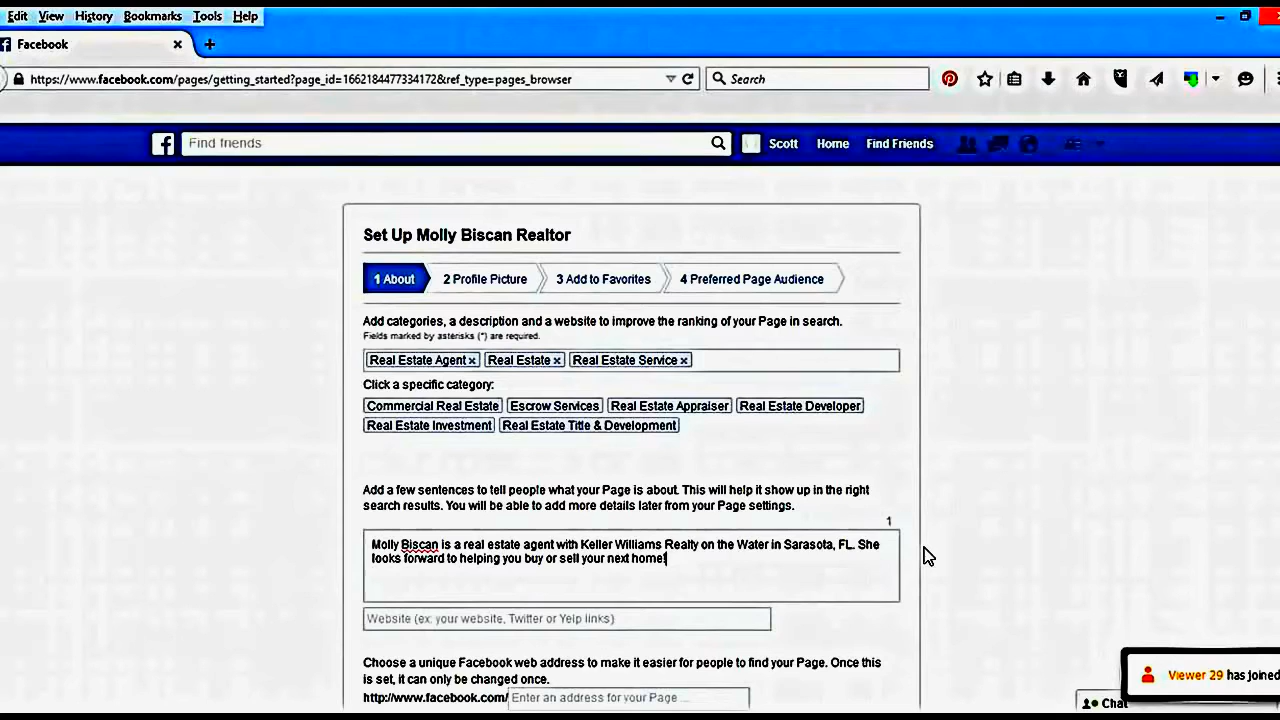 Edit View History Bookmarks Tools Help
Facebook
https://www.facebook.com/pages/getting_started?page_id=1662184477334172&ref_type=pages_browser
Search
Find friends
Scott Home Find Friends
Set Up Molly Biscan Realtor
1 About 2 Profile Picture 3 Add to Favorites 4 Preferred Page Audience
Add categories, a description and a website to improve the ranking of your Page in search.
Fields marked by asterisks (*) are required.
Real Estate Agent × Real Estate × Real Estate Service ×
Click a specific category:
Commercial Real Estate Escrow Services Real Estate Appraiser Real Estate Developer
Real Estate Investment Real Estate Title & Development
Add a few sentences to tell people what your Page is about. This will help it show up in the right
search results. You will be able to add more details later from your Page settings.
1
Molly Biscan is a real estate agent with Keller Williams Realty on the Water in Sarasota, FL. She
looks forward to helping you buy or sell your next home!
Website (ex: your website, Twitter or Yelp links)
Choose a unique Facebook web address to make it easier for people to find your Page. Once this
is set, it can only be changed once.
http://www.facebook.com/ Enter an address for your Page ...
Viewer 29 has joined
Chat